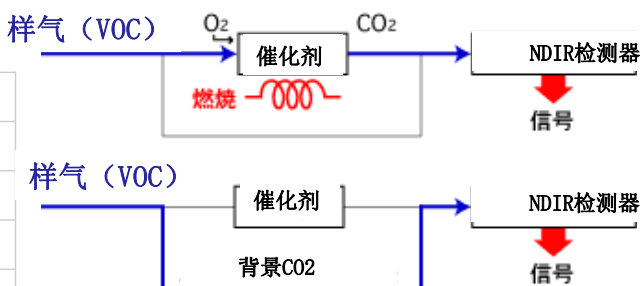 样气（VOC） O₂ 催化剂 CO₂ NDIR检测器
燃烧
信号
样气（VOC） 催化剂 NDIR检测器
背景CO2
信号